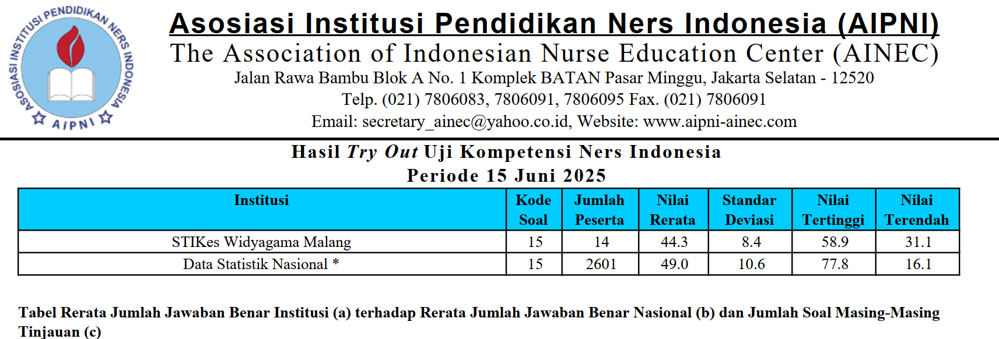 ASOSIASI INSTITUSI PENDIDIKAN NERS INDONESIA
AIPNI
Asosiasi Institusi Pendidikan Ners Indonesia (AIPNI)
The Association of Indonesian Nurse Education Center (AINEC)
Jalan Rawa Bambu Blok A No. 1 Komplek BATAN Pasar Minggu, Jakarta Selatan - 12520
Telp. (021) 7806083, 7806091, 7806095 Fax. (021) 7806091
Email: secretary_ainec@yahoo.co.id, Website: www.aipni-ainec.com
Hasil Try Out Uji Kompetensi Ners Indonesia
Periode 15 Juni 2025
Institusi Kode Soal Jumlah Peserta Nilai Rerata Standar Deviasi Nilai Tertinggi Nilai Terendah
STIKes Widyagama Malang 15 14 44.3 8.4 58.9 31.1
Data Statistik Nasional * 15 2601 49.0 10.6 77.8 16.1
Tabel Rerata Jumlah Jawaban Benar Institusi (a) terhadap Rerata Jumlah Jawaban Benar Nasional (b) dan Jumlah Soal Masing-Masing
Tinjauan (c)